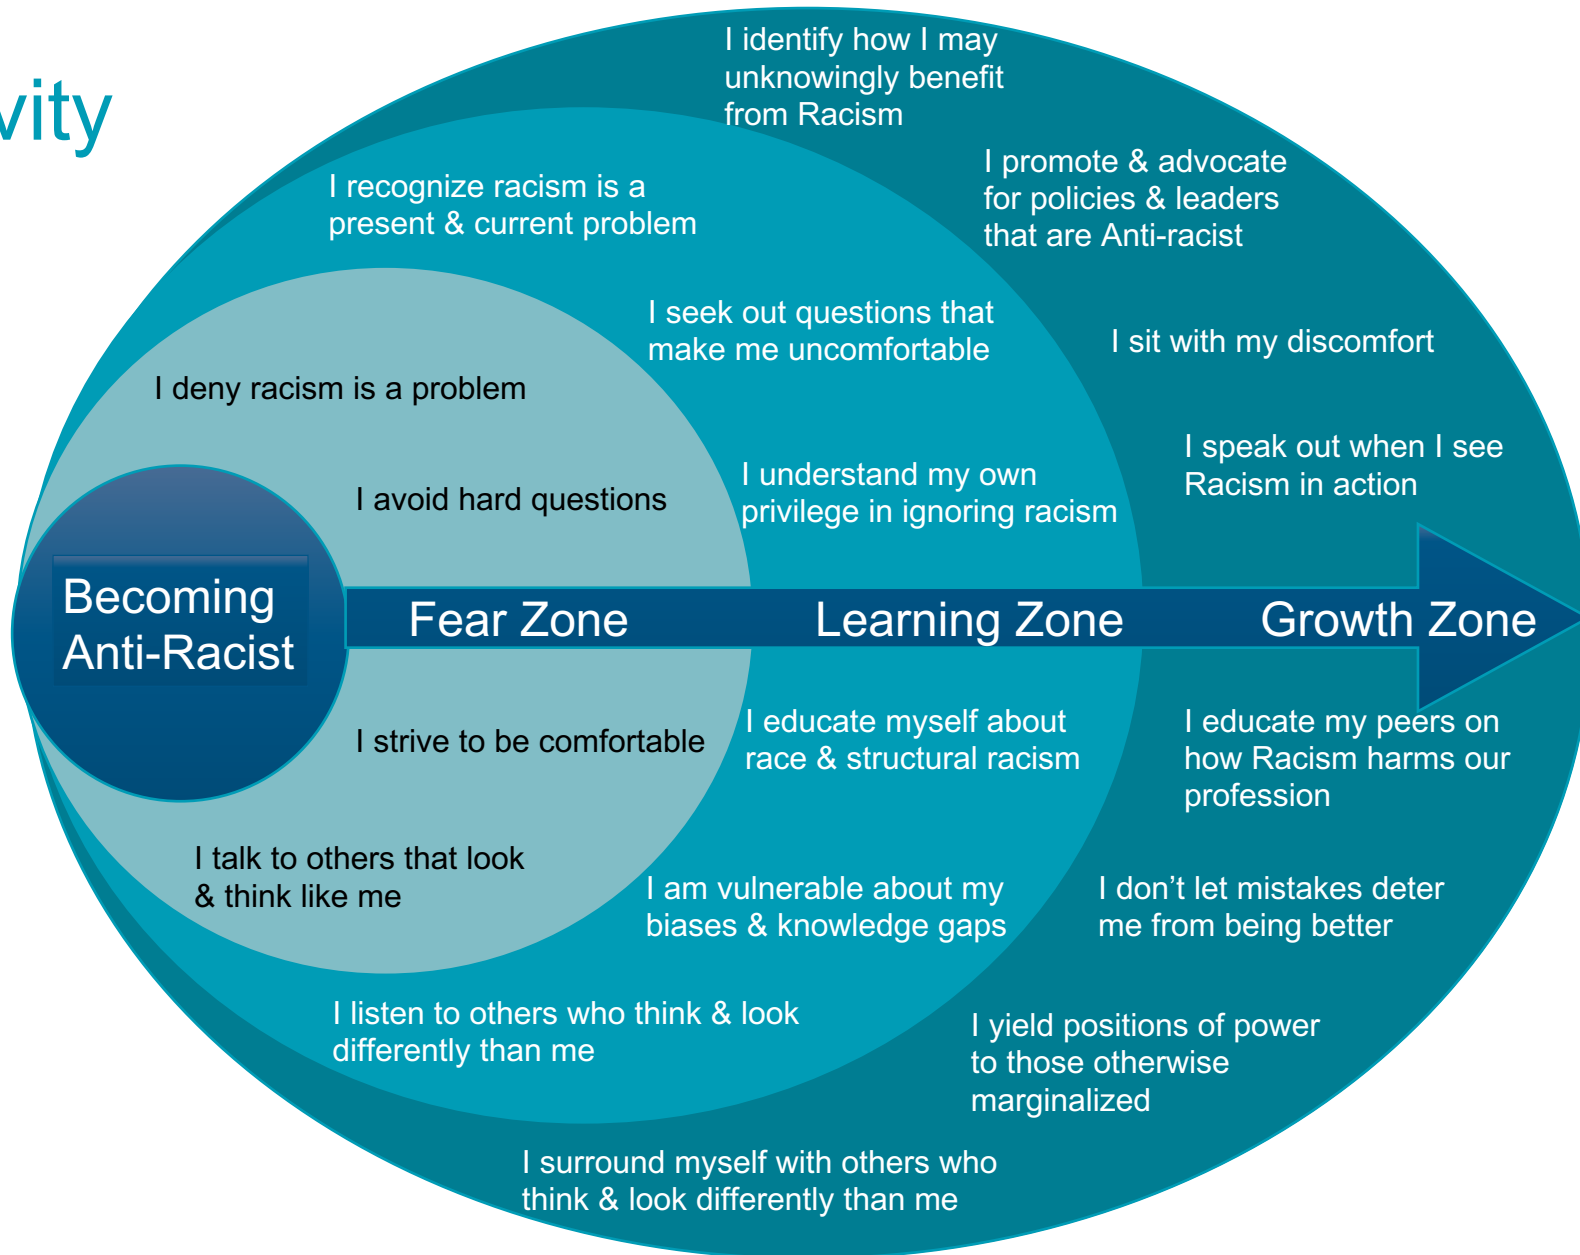 vity
I identify how I may
unknowingly benefit
from Racism
I promote & advocate
for policies & leaders
that are Anti-racist
I recognize racism is a
present & current problem
I seek out questions that
make me uncomfortable
I sit with my discomfort
I deny racism is a problem
I speak out when I see
Racism in action
I understand my own
privilege in ignoring racism
I avoid hard questions
Becoming
Anti-Racist
Fear Zone
Learning Zone
Growth Zone
I strive to be comfortable
I educate myself about
race & structural racism
I educate my peers on
how Racism harms our
profession
I talk to others that look
& think like me
I am vulnerable about my
biases & knowledge gaps
I don’t let mistakes deter
me from being better
I listen to others who think & look
differently than me
I yield positions of power
to those otherwise
marginalized
I surround myself with others who
think & look differently than me